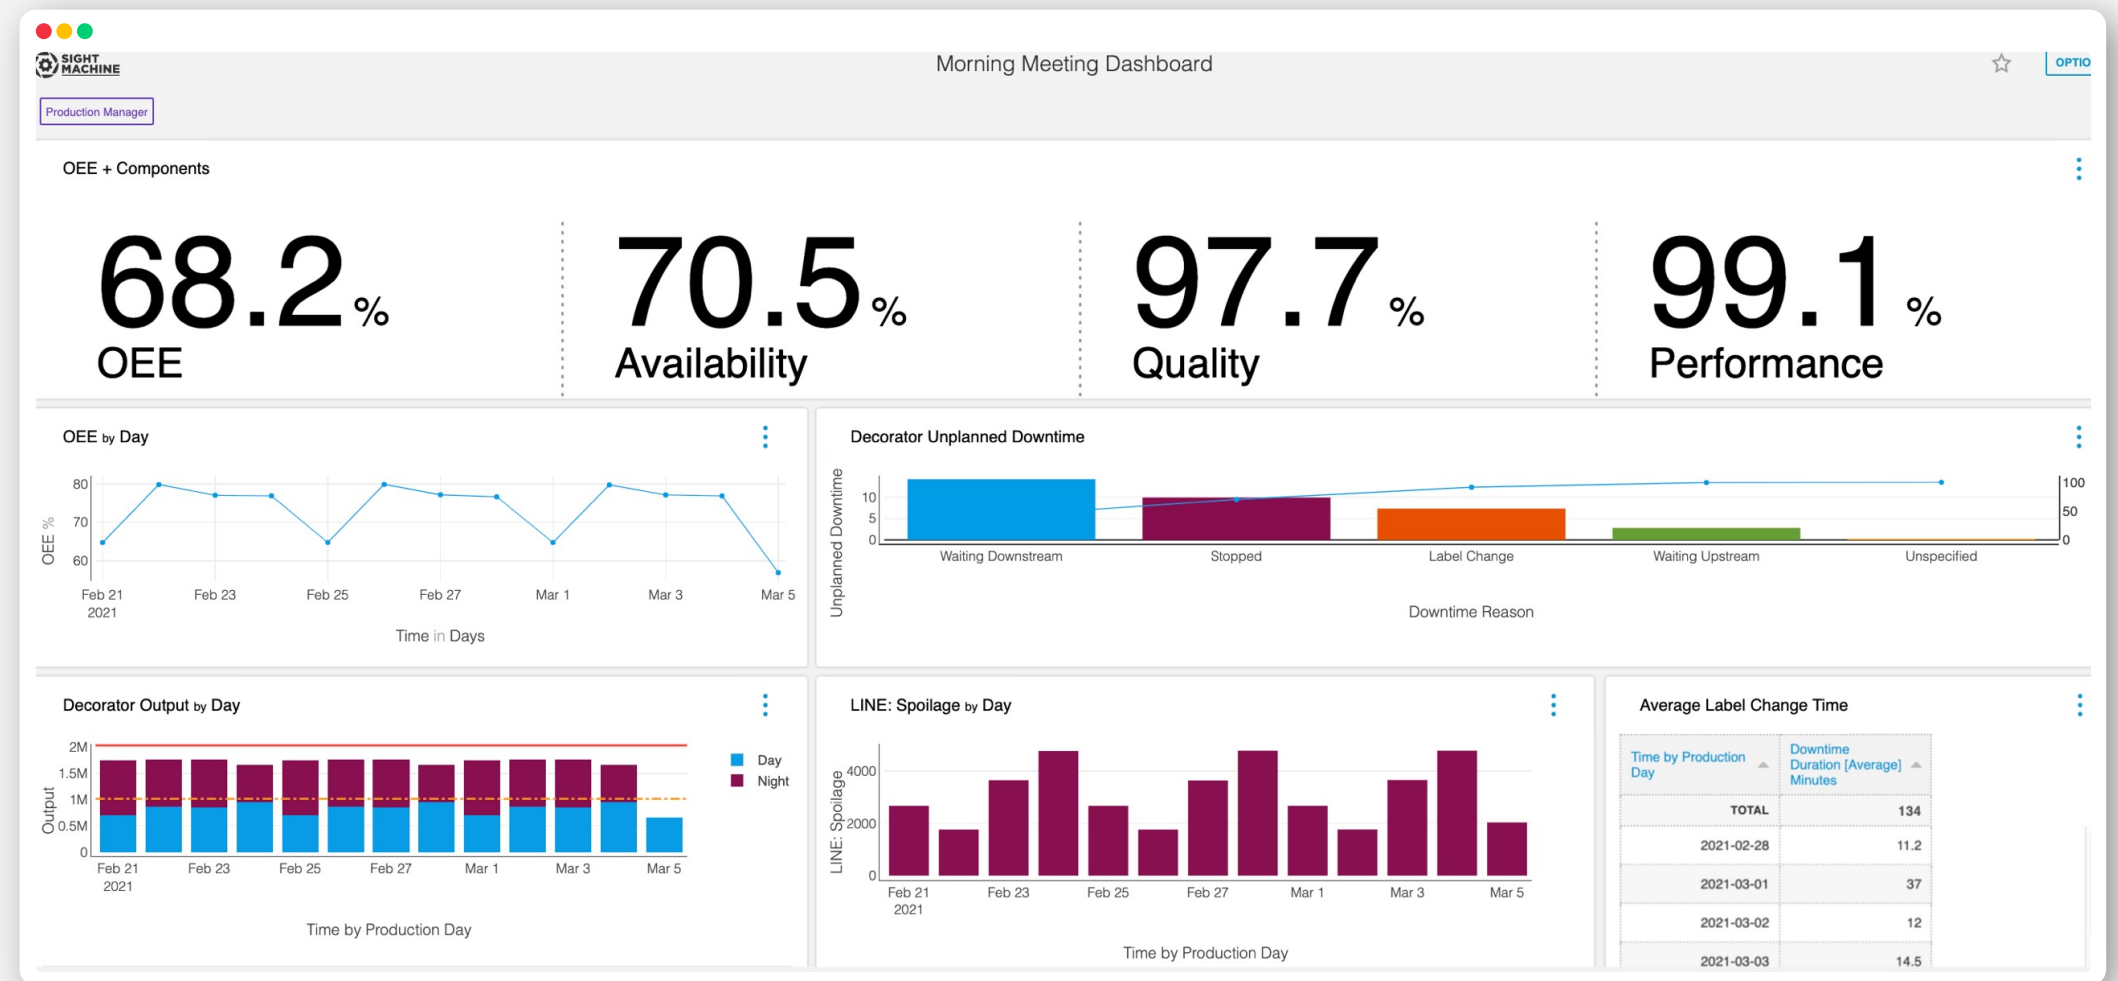 SIGHT
MACHINE
Morning Meeting Dashboard
OPTIO
Production Manager
OEE + Components
68.2 %
OEE
70.5 %
Availability
97.7 %
Quality
99.1 %
Performance
OEE by Day
80
70
60
OEE %
Feb 21
2021
Feb 23
Feb 25
Feb 27
Mar 1
Mar 3
Mar 5
Time in Days
Decorator Unplanned Downtime
Unplanned Downtime
10
5
0
100
50
0
Waiting Downstream
Stopped
Label Change
Waiting Upstream
Unspecified
Downtime Reason
Decorator Output by Day
2M
1.5M
1M
0.5M
0
Output
Day
Night
Feb 21
2021
Feb 23
Feb 25
Feb 27
Mar 1
Mar 3
Mar 5
Time by Production Day
LINE: Spoilage by Day
LINE: Spoilage
4000
2000
0
Feb 21
2021
Feb 23
Feb 25
Feb 27
Mar 1
Mar 3
Mar 5
Time by Production Day
Average Label Change Time
Time by Production
Day
Downtime
Duration [Average]
Minutes
TOTAL 134
2021-02-28 11.2
2021-03-01 37
2021-03-02 12
2021-03-03 14.5